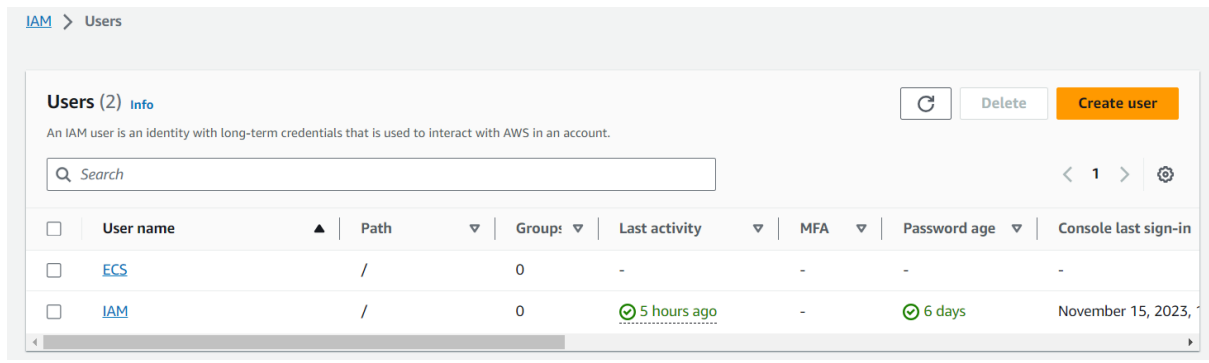 IAM > Users
Users (2) Info
Delete
Create user
An IAM user is an identity with long-term credentials that is used to interact with AWS in an account.
Search
1
User name Path Groups Last activity MFA Password age Console last sign-in
ECS / 0 - - - -
IAM / 0 5 hours ago - 6 days November 15, 2023,